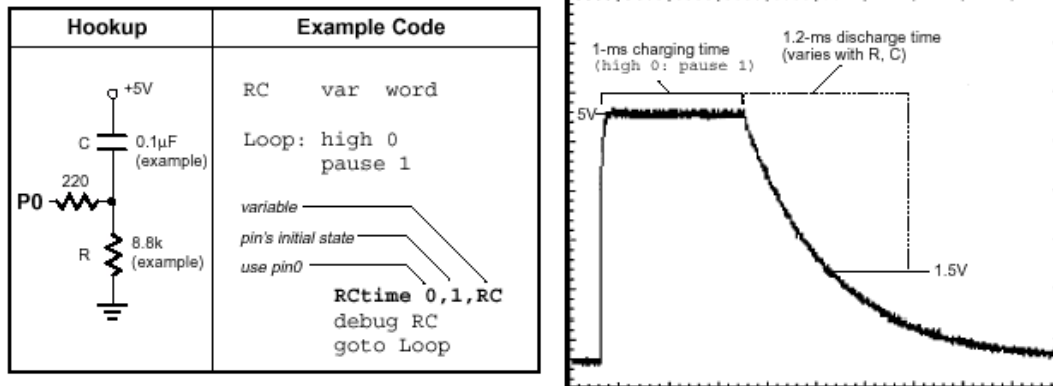 Hookup
Example Code
+5V
C
0.1µF
(example)
220
P0
R
8.8k
(example)
RC var word
Loop: high 0
pause 1
variable
pin's initial state
use pin0
RCtime 0,1,RC
debug RC
goto Loop
1-ms charging time
(high 0: pause 1)
1.2-ms discharge time
(varies with R, C)
5V
1.5V